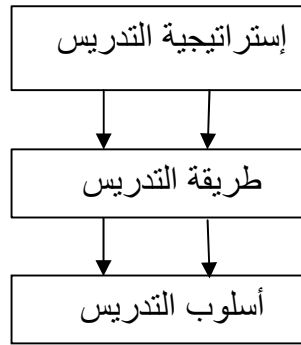 إستراتيجية التدريس
طريقة التدريس
أسلوب التدريس